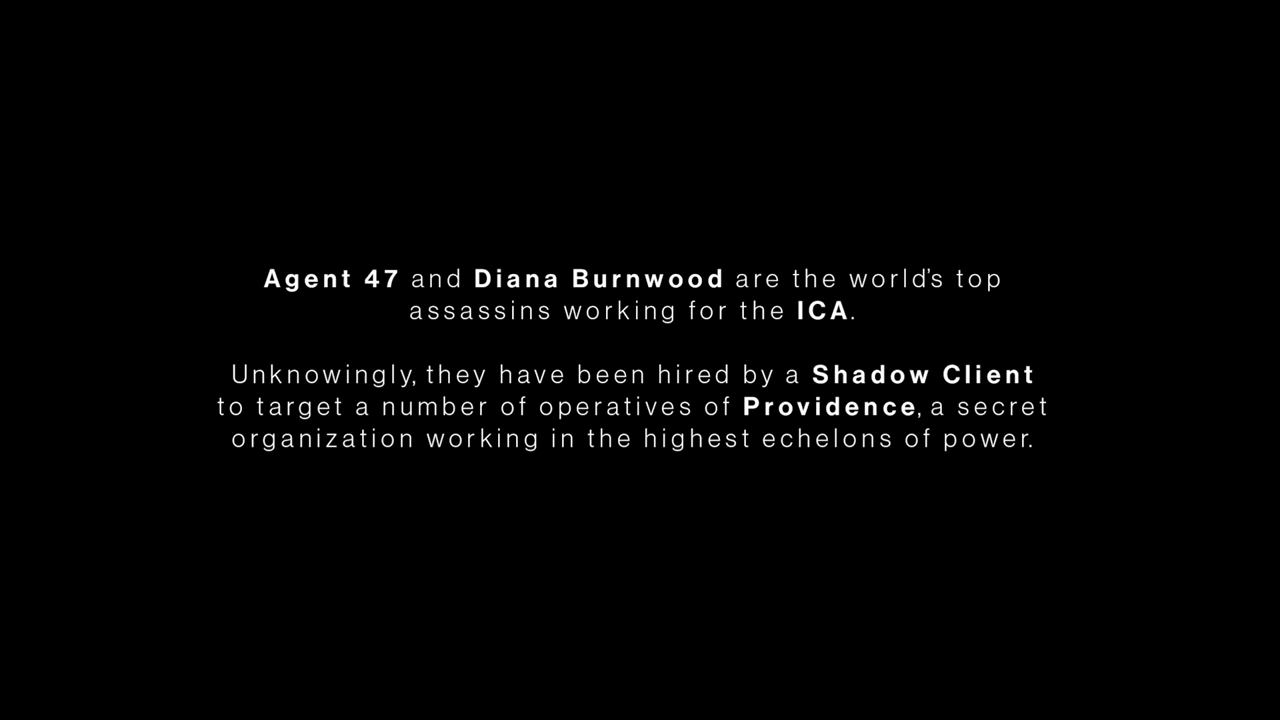 Agent 47 and Diana Burnwood are the world’s top
assassins working for the ICA.
Unknowingly, they have been hired by a Shadow Client
to target a number of operatives of Providence, a secret
organization working in the highest echelons of power.